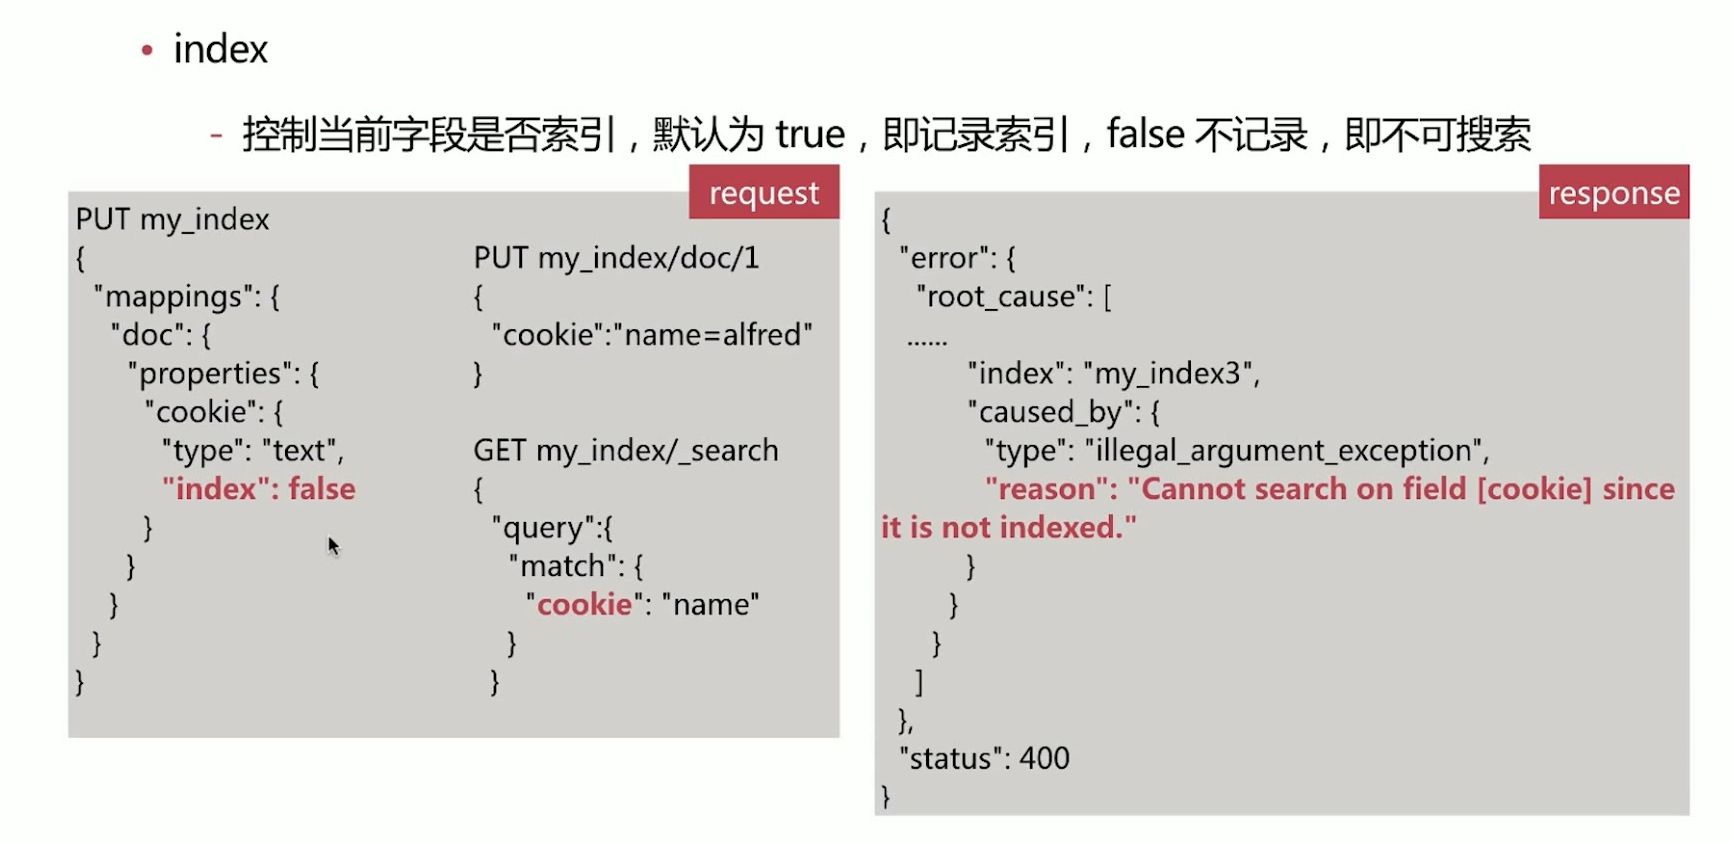 • index
- 控制当前字段是否索引，默认为 true，即记录索引，false 不记录，即不可搜索
request
PUT my_index
{
"mappings": {
"doc": {
"properties": {
"cookie": {
"type": "text",
"index": false
}
}
}
}
}
PUT my_index/doc/1
{
"cookie":"name=alfred"
}
GET my_index/_search
{
"query":{
"match": {
"cookie": "name"
}
}
response
{
"error": {
"root_cause": [
......
"index": "my_index3",
"caused_by": {
"type": "illegal_argument_exception",
"reason": "Cannot search on field [cookie] since
it is not indexed."
}
}
}
]
},
"status": 400
}